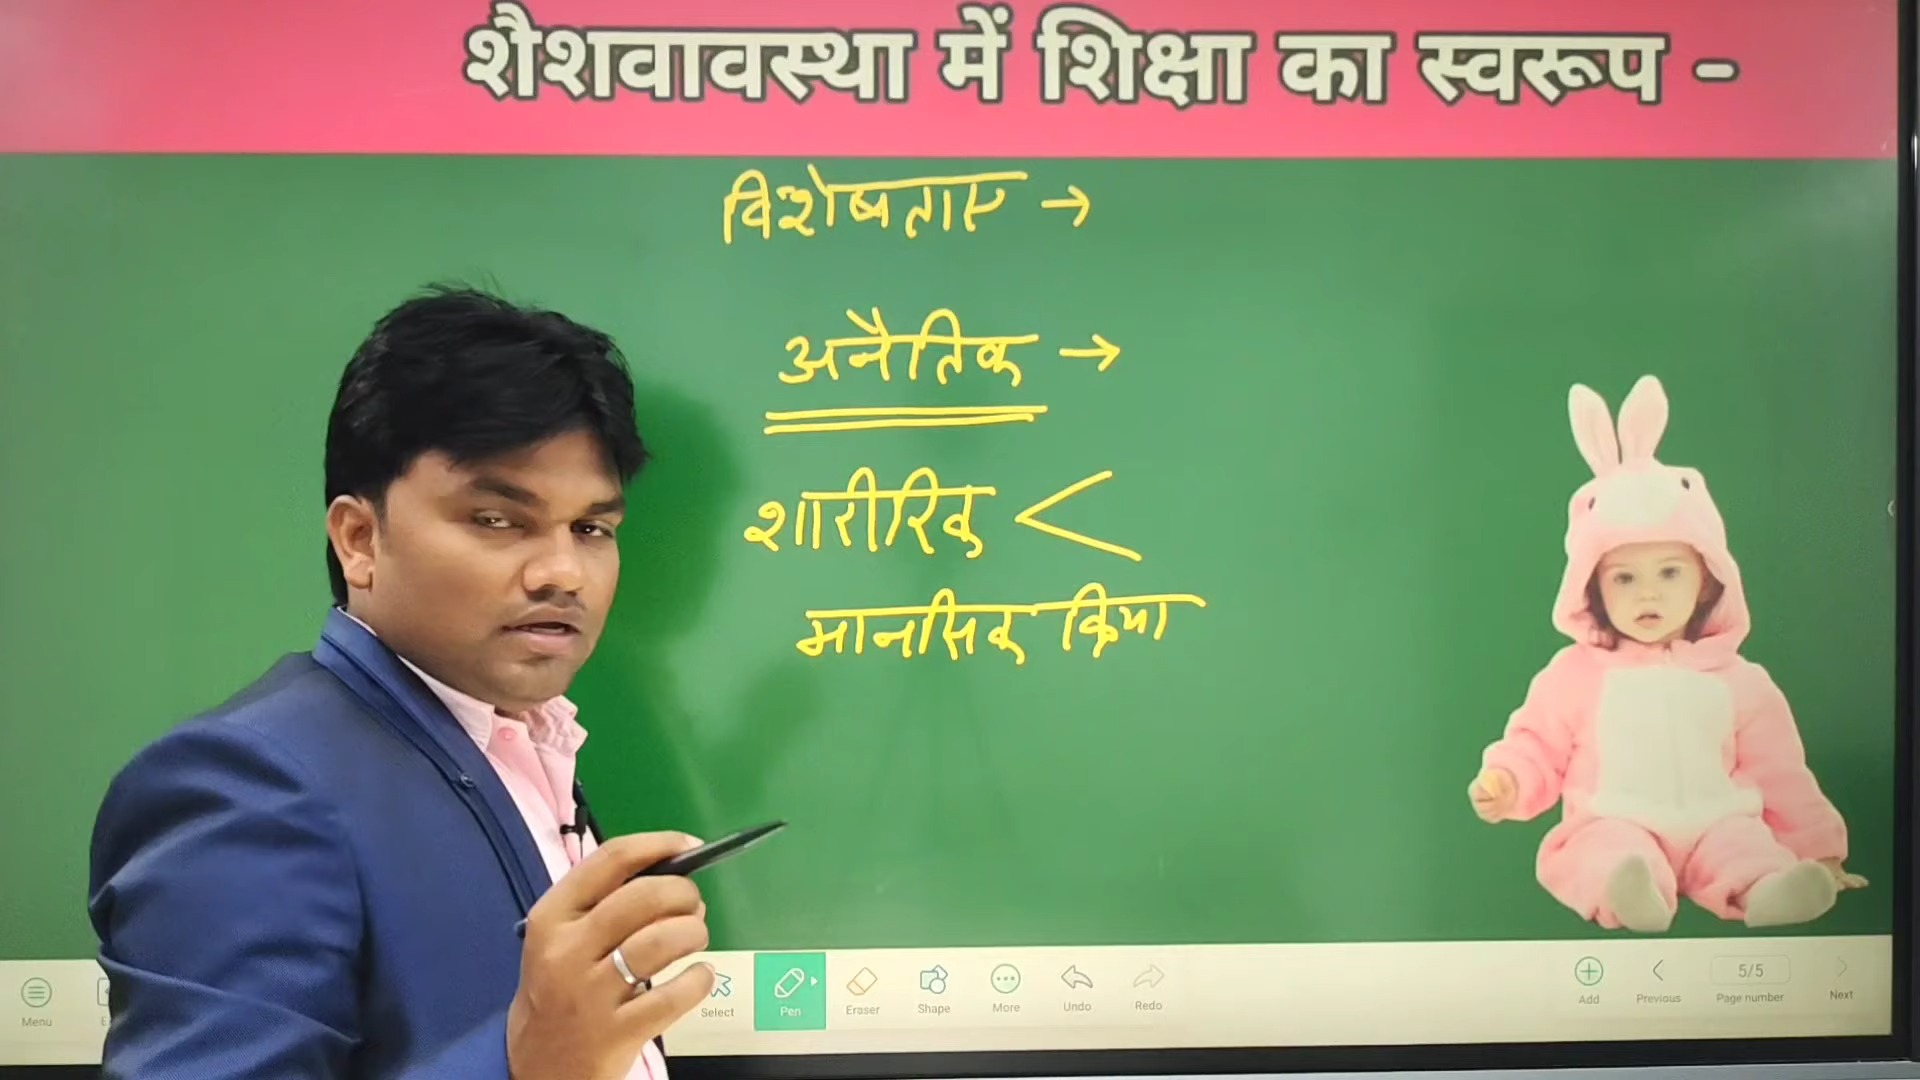 शैशवावस्था में शिक्षा का स्वरूप -
विशेषताए →
अनैतिक →
शारीरिक <
मानसिक क्रिया
Menu
Select
Pen
Eraser
Shape
More
Undo
Redo
Add
Previous
5/5
Page number
Next